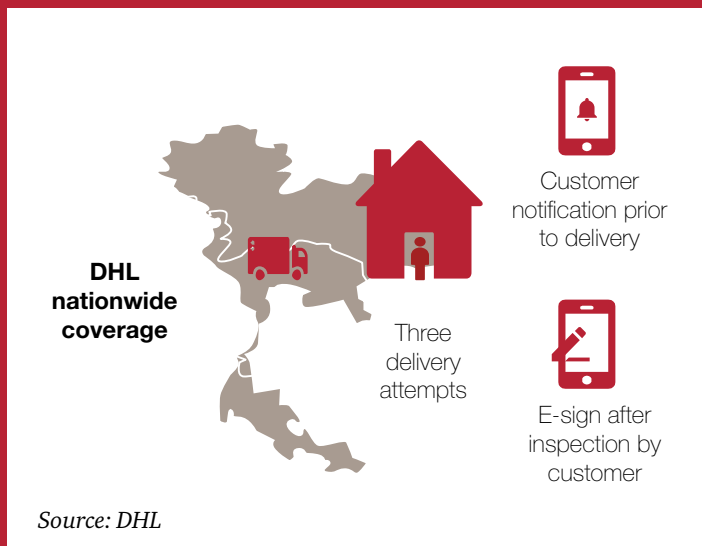 DHL
nationwide
coverage
Three
delivery
attempts
Customer
notification prior
to delivery
E-sign after
inspection by
customer
Source: DHL